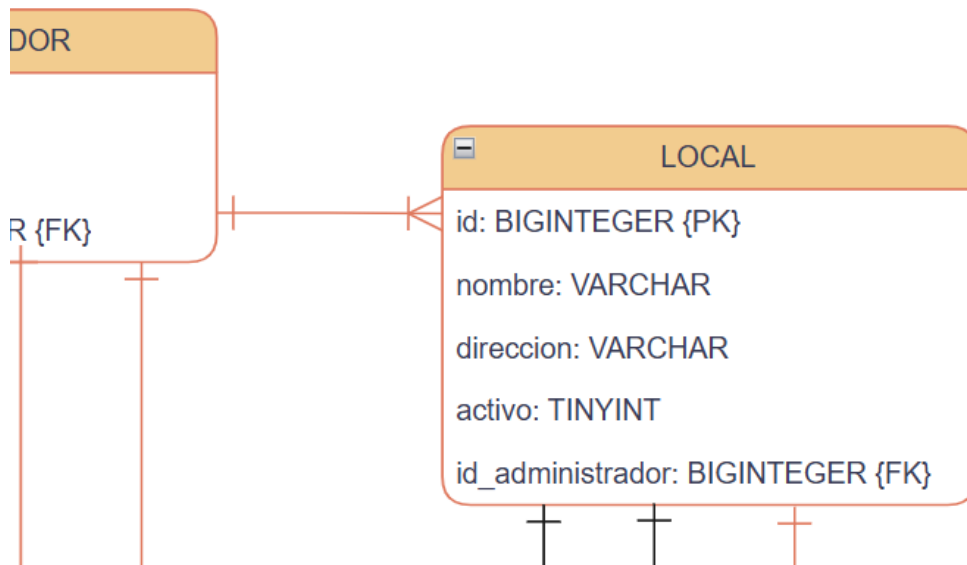 DOR
R {FK}
LOCAL
id: BIGINTEGER {PK}
nombre: VARCHAR
direccion: VARCHAR
activo: TINYINT
id_administrador: BIGINTEGER {FK}